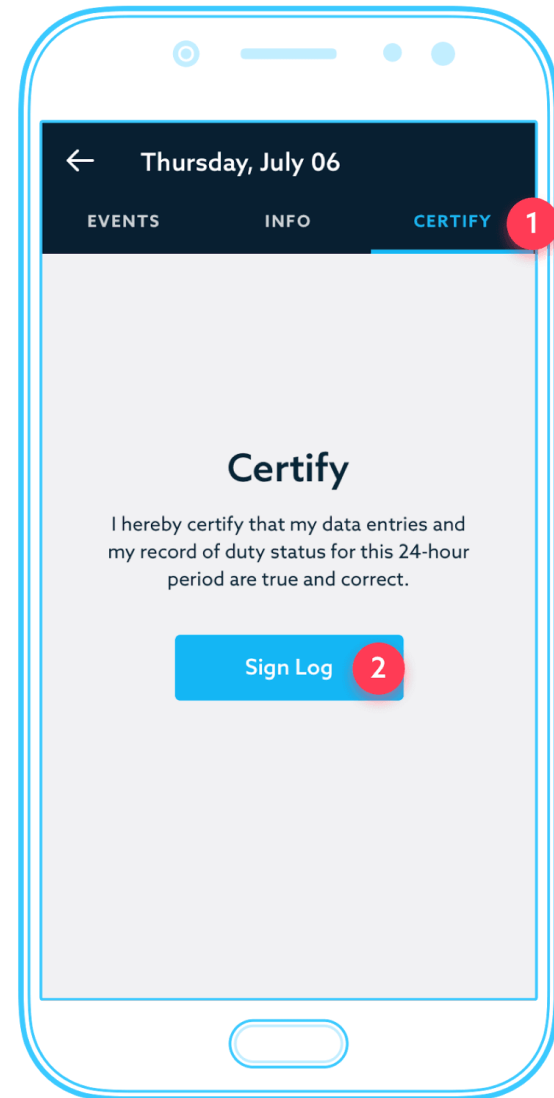 Thursday, July 06
EVENTS INFO CERTIFY 1
Certify
I hereby certify that my data entries and
my record of duty status for this 24-hour
period are true and correct.
Sign Log 2